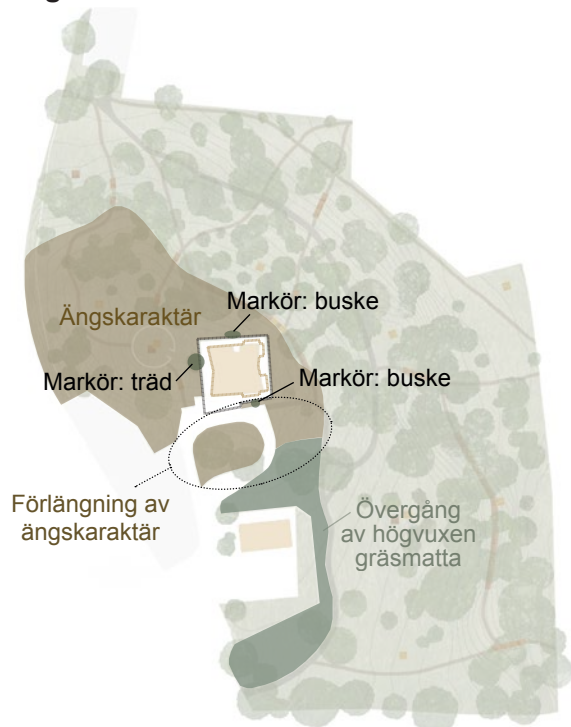 Markör: buske
Ängskaraktär
Markör: träd
Markör: buske
Förlängning av
ängskaraktär
Övergång
av högvuxen
gräsmatta